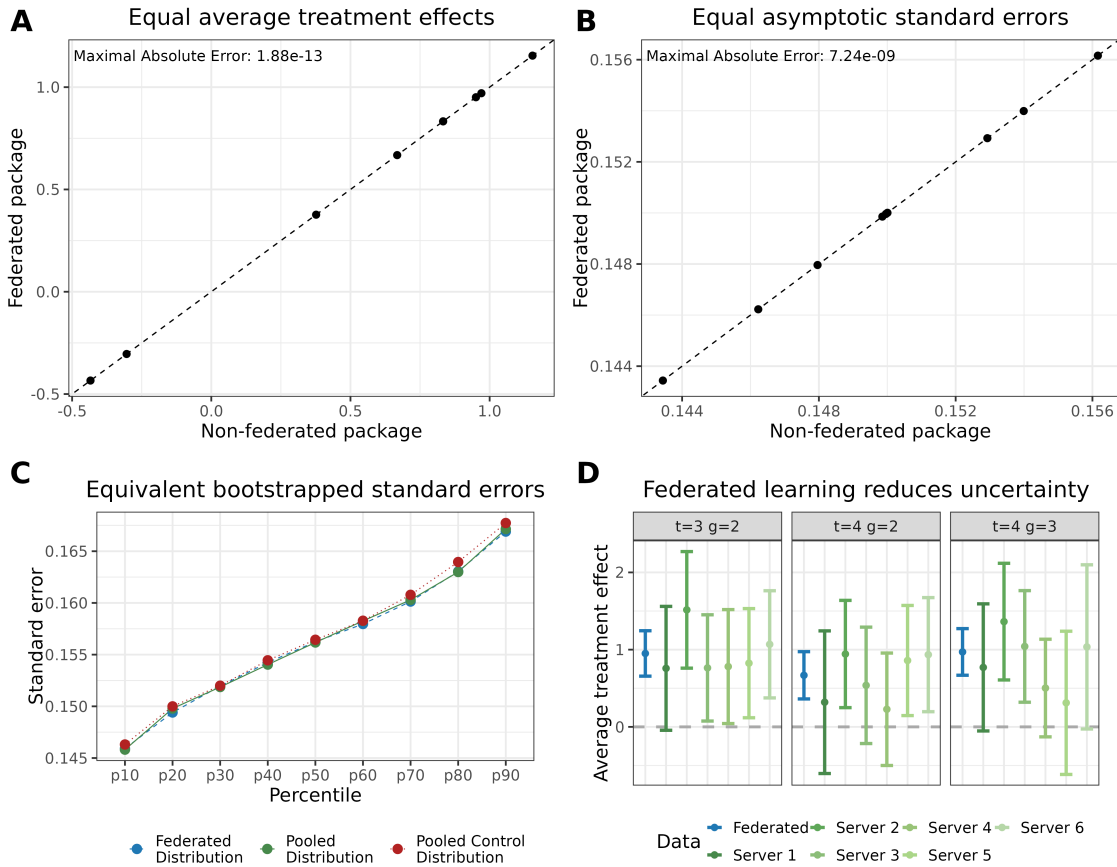 A
Equal average treatment effects
Maximal Absolute Error: 1.88e-13
Federated package
1.0
0.5
0.0
-0.5
-0.5
0.0
0.5
1.0
Non-federated package
B
Equal asymptotic standard errors
Maximal Absolute Error: 7.24e-09
Federated package
0.156
0.152
0.148
0.144
0.144
0.148
0.152
0.156
Non-federated package
C
Equivalent bootstrapped standard errors
Standard error
0.165
0.160
0.155
0.150
0.145
p10
p20
p30
p40
p50
p60
p70
p80
p90
Percentile
Federated
Distribution
Pooled
Distribution
Pooled Control
Distribution
D
Federated learning reduces uncertainty
t=3 g=2
t=4 g=2
t=4 g=3
Average treatment effect
2
1
0
Data
Federated
Server 1
Server 2
Server 3
Server 4
Server 5
Server 6